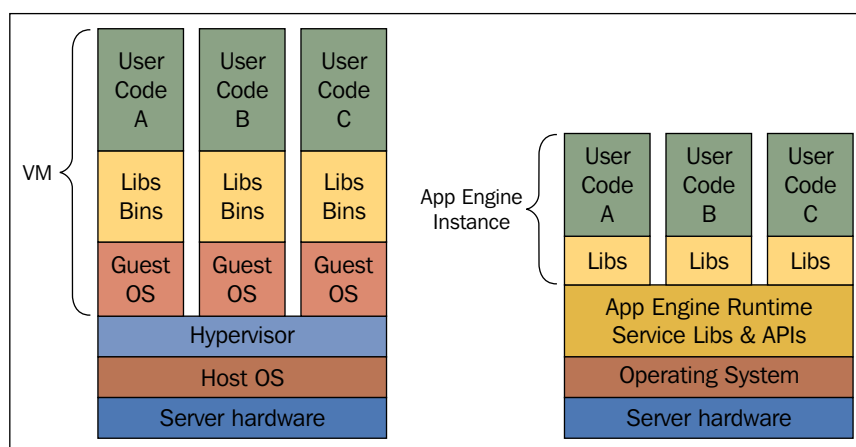 User
Code
A
User
Code
B
User
Code
C
VM
Libs
Bins
Libs
Bins
Libs
Bins
Guest
OS
Guest
OS
Guest
OS
Hypervisor
Host OS
Server hardware
App Engine
Instance
User
Code
A
User
Code
B
User
Code
C
Libs
Libs
Libs
App Engine Runtime
Service Libs & APIs
Operating System
Server hardware